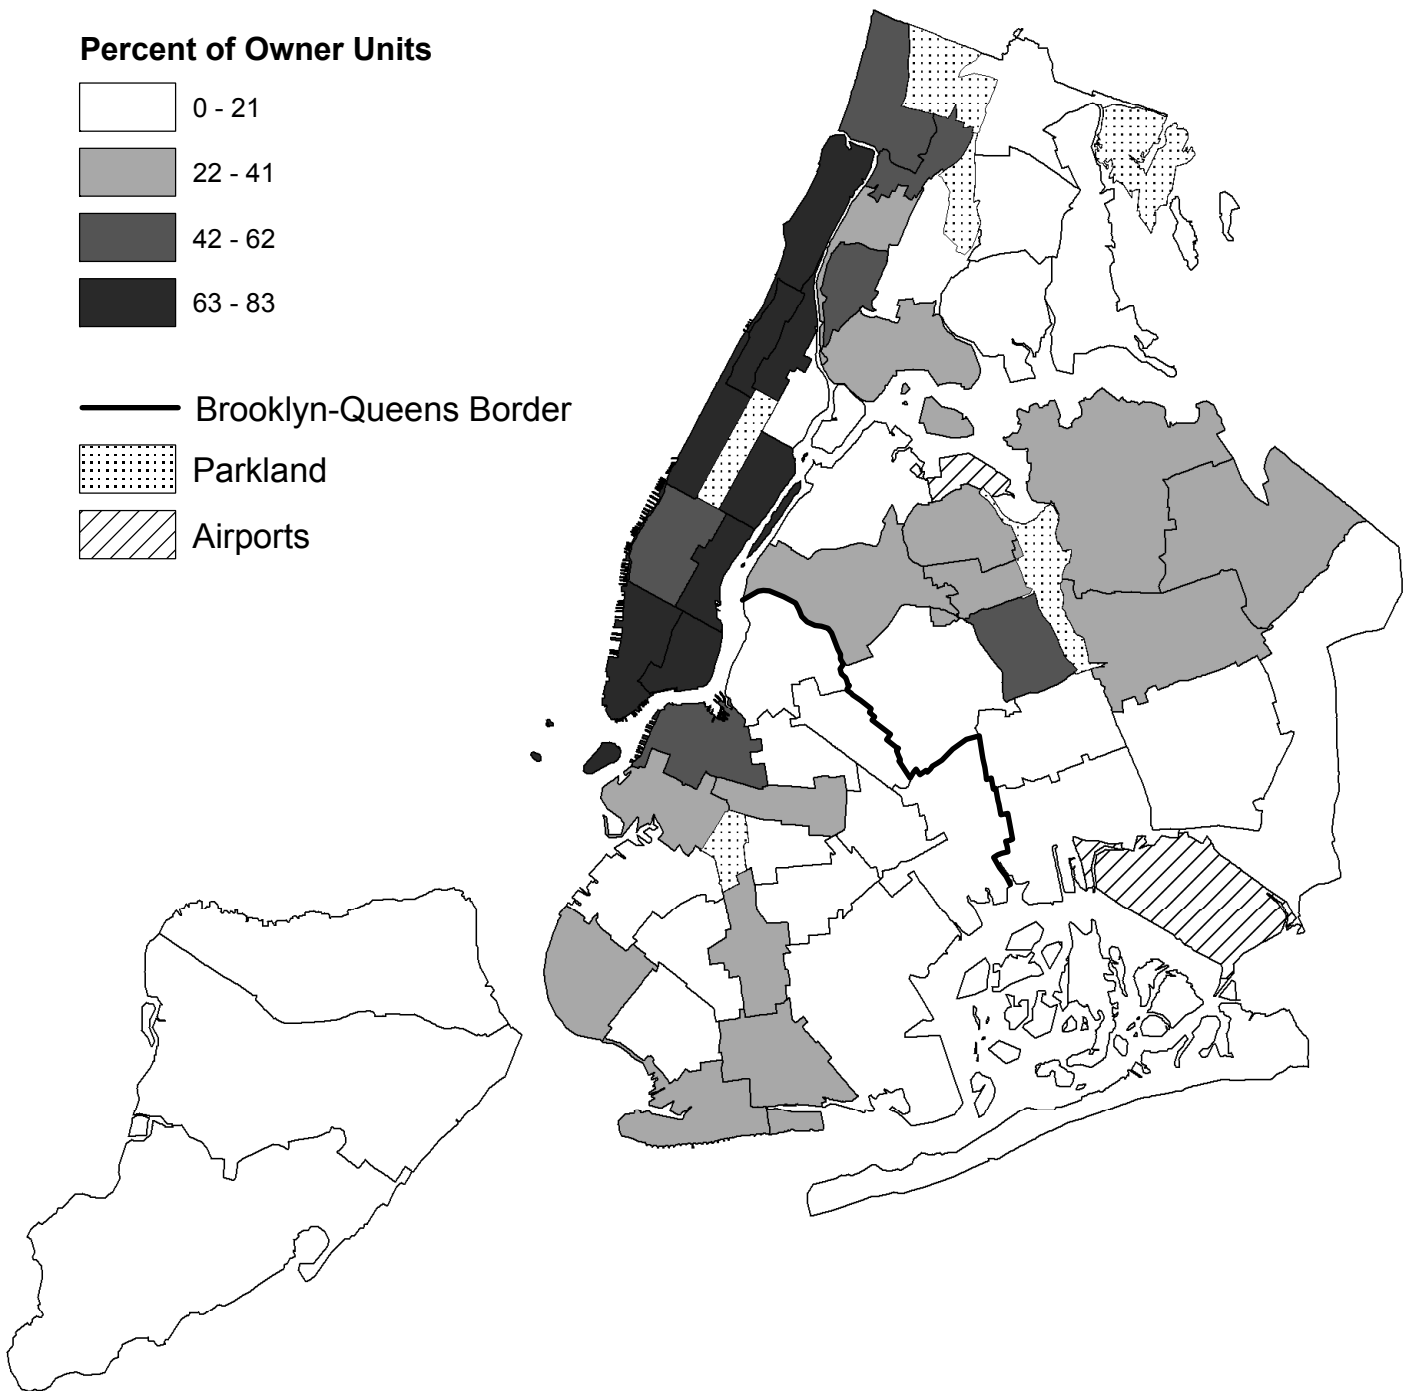 Percent of Owner Units
0 - 21
22 - 41
42 - 62
63 - 83
Brooklyn-Queens Border
Parkland
Airports